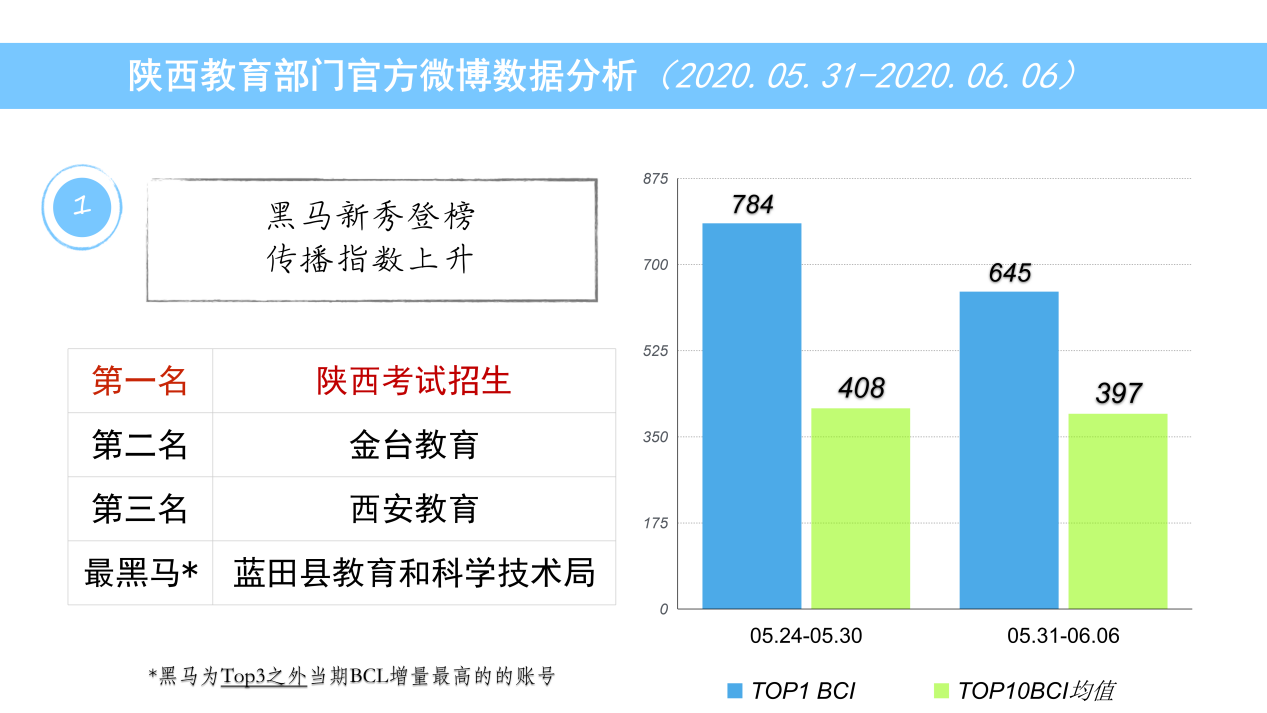 陕西教育部门官方微博数据分析（2020.05.31-2020.06.06）
1
黑马新秀登榜
传播指数上升
第一名 陕西考试招生
第二名 金台教育
第三名 西安教育
最黑马* 蓝田县教育和科学技术局
*黑马为Top3之外当期BCL增量最高的的账号
875
700
525
350
175
0
784
408
645
397
05.24-05.30
05.31-06.06
TOP1 BCI
TOP10BCI均值